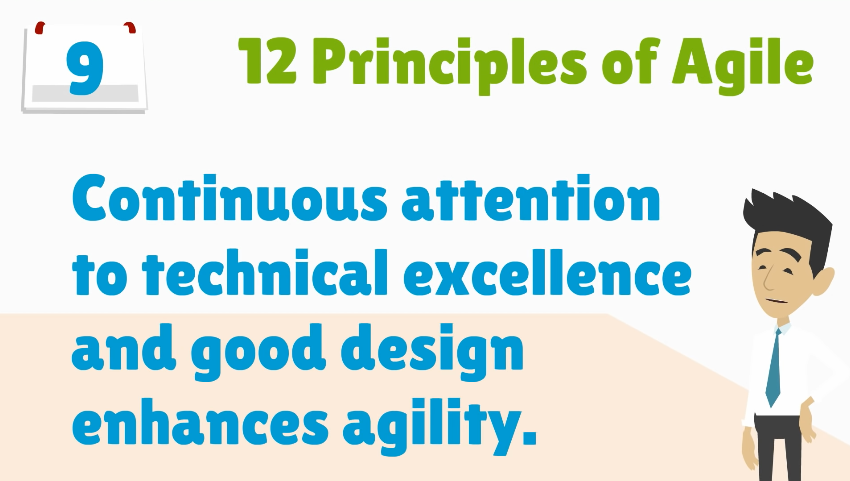 9
12 Principles of Agile
Continuous attention
to technical excellence
and good design
enhances agility.